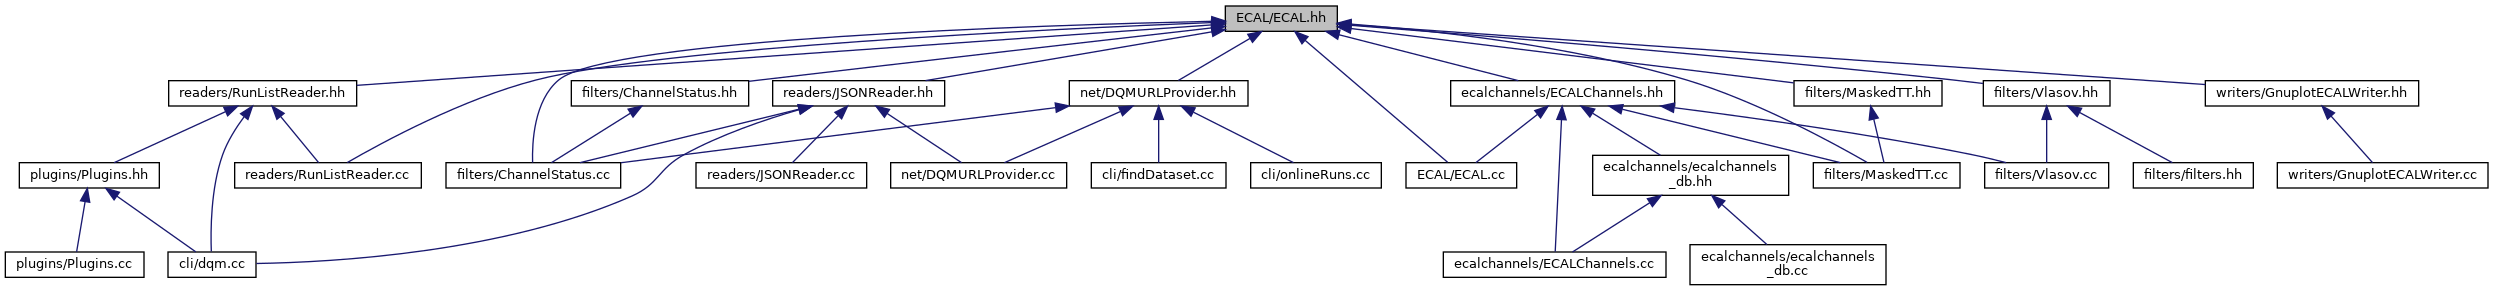 ECAL/ECAL.hh
readers/RunListReader.hh
filters/ChannelStatus.hh
readers/JSONReader.hh
net/DQMURLProvider.hh
ecalchannels/ECALChannels.hh
filters/MaskedTT.hh
filters/Vlasov.hh
writers/GnuplotECALWriter.hh
plugins/Plugins.hh
readers/RunListReader.cc
filters/ChannelStatus.cc
readers/JSONReader.cc
net/DQMURLProvider.cc
cli/findDataset.cc
cli/onlineRuns.cc
ECAL/ECAL.cc
ecalchannels/ecalchannels
_db.hh
filters/MaskedTT.cc
filters/Vlasov.cc
filters/filters.hh
writers/GnuplotECALWriter.cc
plugins/Plugins.cc
cli/dqm.cc
ecalchannels/ECALChannels.cc
ecalchannels/ecalchannels
_db.cc